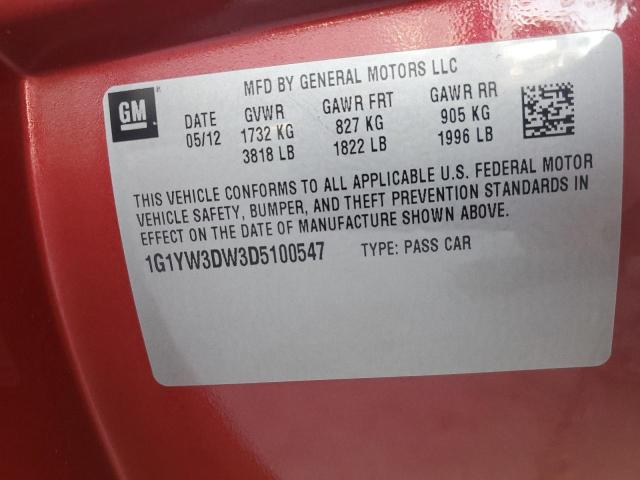 MFD BY GENERAL MOTORS LLC
GM
DATE GVWR GAWR FRT GAWR RR
05/12 1732 KG 827 KG 905 KG
3818 LB 1822 LB 1996 LB
THIS VEHICLE CONFORMS TO ALL APPLICABLE U.S. FEDERAL MOTOR
VEHICLE SAFETY, BUMPER, AND THEFT PREVENTION STANDARDS IN
EFFECT ON THE DATE OF MANUFACTURE SHOWN ABOVE.
1G1YW3DW3D5100547 TYPE: PASS CAR